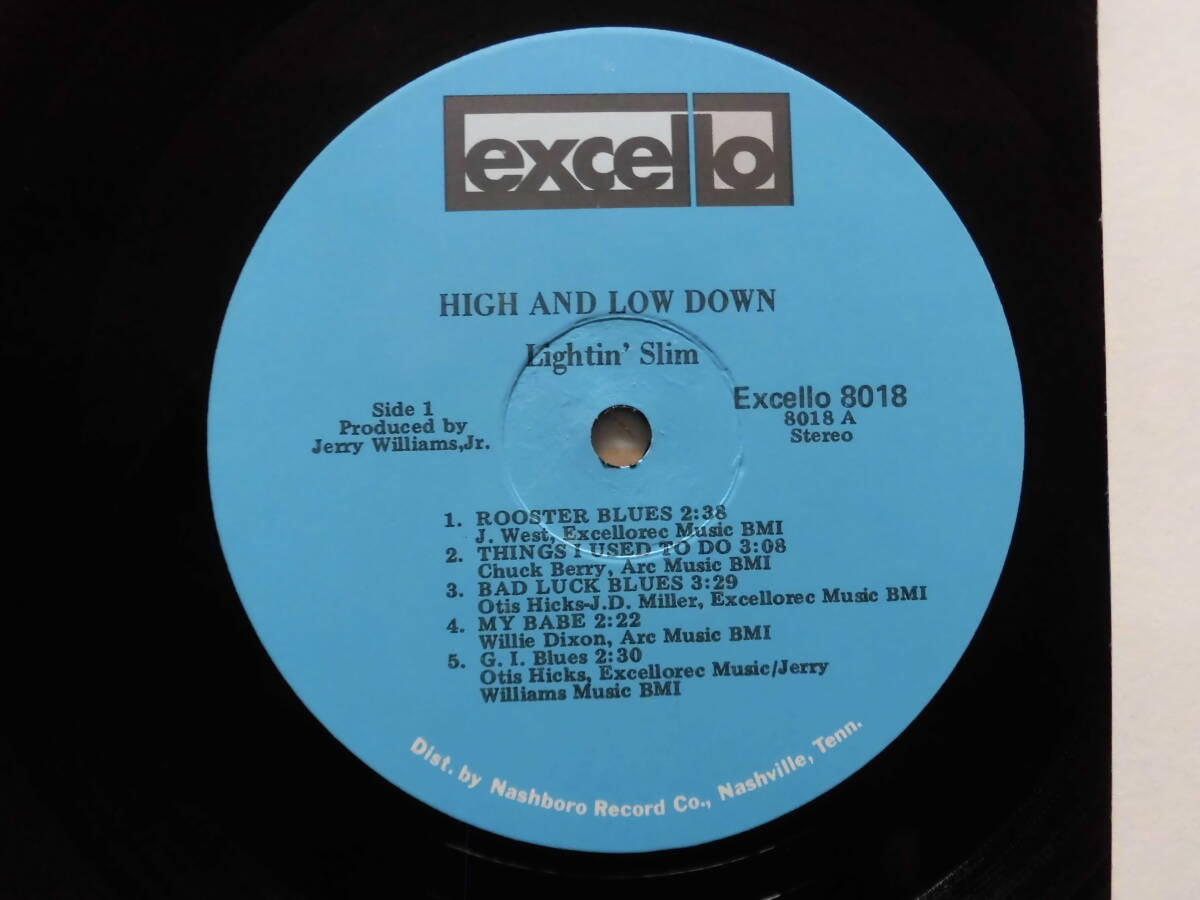 excello
HIGH AND LOW DOWN
Lightin' Slim
Side 1
Produced by
Jerry Williams,Jr.
Excello 8018
8018 A
Stereo
1. ROOSTER BLUES 2:38
J. West, Excellorec Music BMI
2. THINGS I USED TO DO 3:08
Chuck Berry, Arc Music BMI
3. BAD LUCK BLUES 3:29
Otis Hicks-J.D. Miller, Excellorec Music BMI
4. MY BABE 2:22
Willie Dixon, Arc Music BMI
5. G. I. Blues 2:30
Otis Hicks, Excellorec Music/Jerry
Williams Music BMI
Dist. by Nashboro Record Co., Nashville, Tenn.